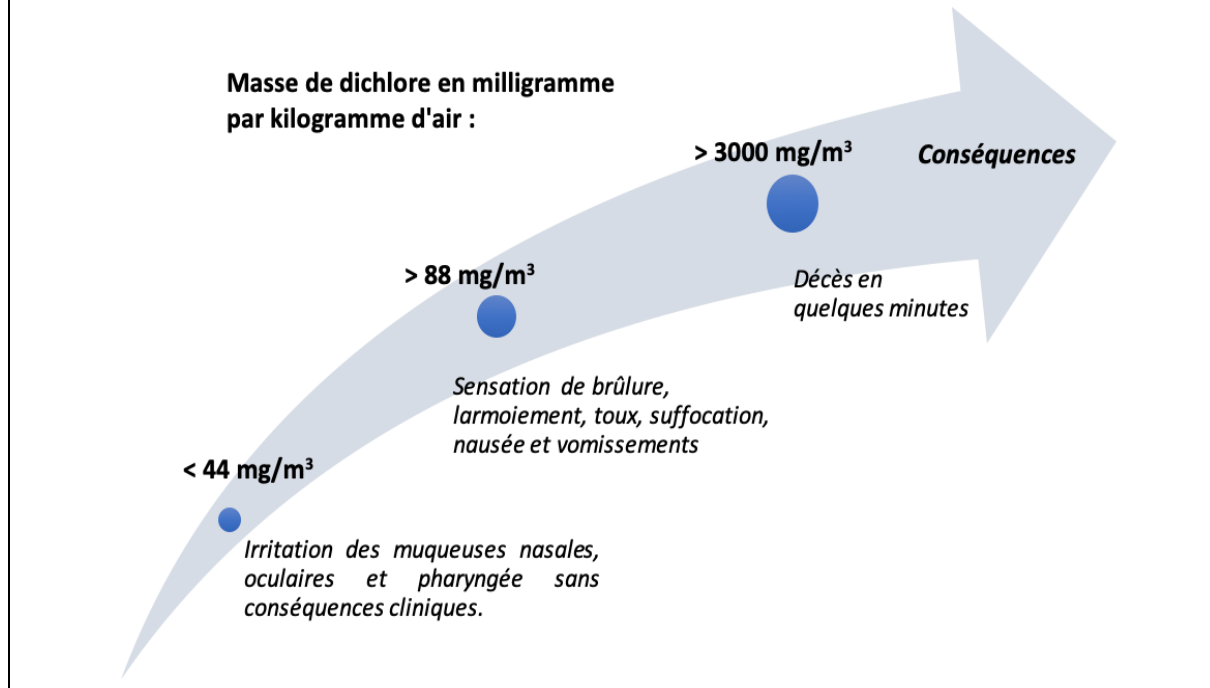 Masse de dichlore en milligramme
par kilogramme d'air :
> 3000 mg/m³
Conséquences
Décès en
quelques minutes
> 88 mg/m³
Sensation de brûlure,
larmoiement, toux, suffocation,
nausée et vomissements
< 44 mg/m³
Irritation des muqueuses nasales,
oculaires et pharyngée sans
conséquences cliniques.